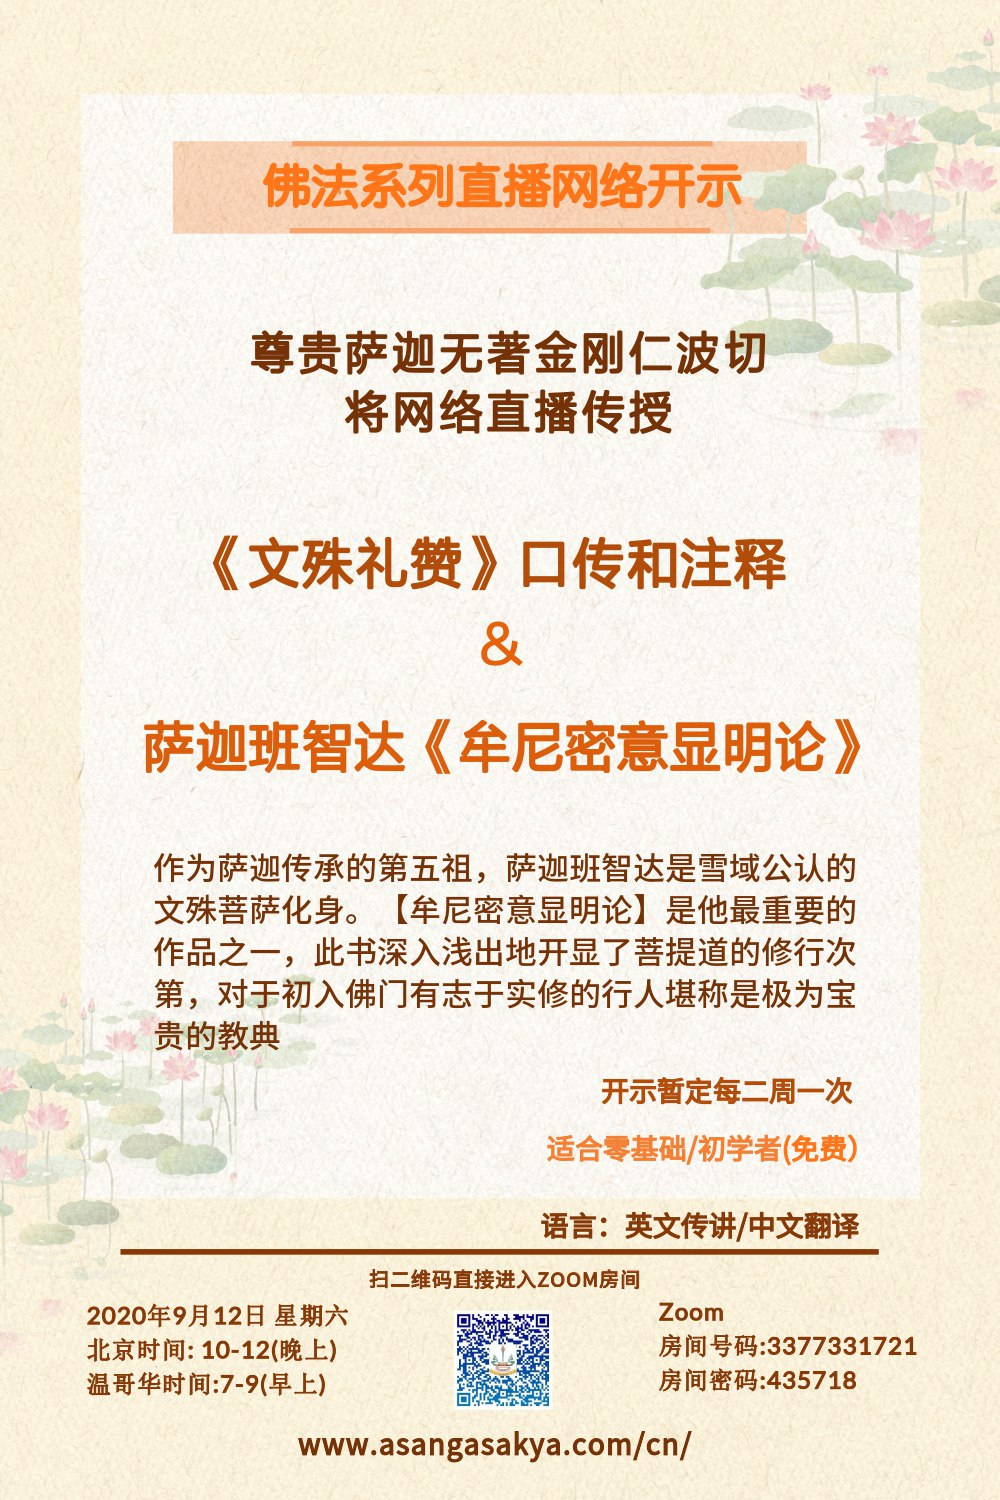 佛法系列直播网络开示
尊贵萨迦无著金刚仁波切
将网络直播传授
《文殊礼赞》口传和注释
&
萨迦班智达《牟尼密意显明论》
作为萨迦传承的第五祖，萨迦班智达是雪域公认的
文殊菩萨化身。【牟尼密意显明论】是他最重要的
作品之一，此书深入浅出地开显了菩提道的修行次
第，对于初入佛门有志于实修的行人堪称是极为宝
贵的教典
开示暂定每二周一次
适合零基础/初学者(免费）
语言：英文传讲/中文翻译
扫二维码直接进入ZOOM房间
2020年9月12日 星期六
北京时间: 10-12(晚上)
温哥华时间:7-9(早上)
Zoom
房间号码:3377331721
房间密码:435718
www.asangasakya.com/cn/